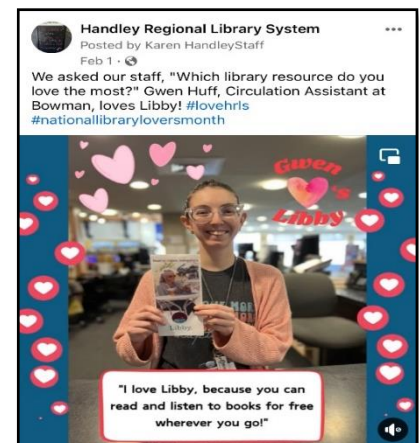 Handley Regional Library System
Posted by Karen HandleyStaff
Feb 1 ·
We asked our staff, "Which library resource do you
love the most?" Gwen Huff, Circulation Assistant at
Bowman, loves Libby! #lovehrls
#nationallibraryloversmonth
Gwen
's
Libby
Libby
"I love Libby, because you can
read and listen to books for free
wherever you go!"